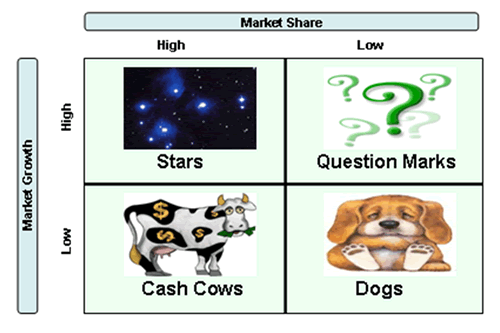 Market Share
High
Low
Market Growth
High
Stars
Question Marks
Low
Cash Cows
Dogs